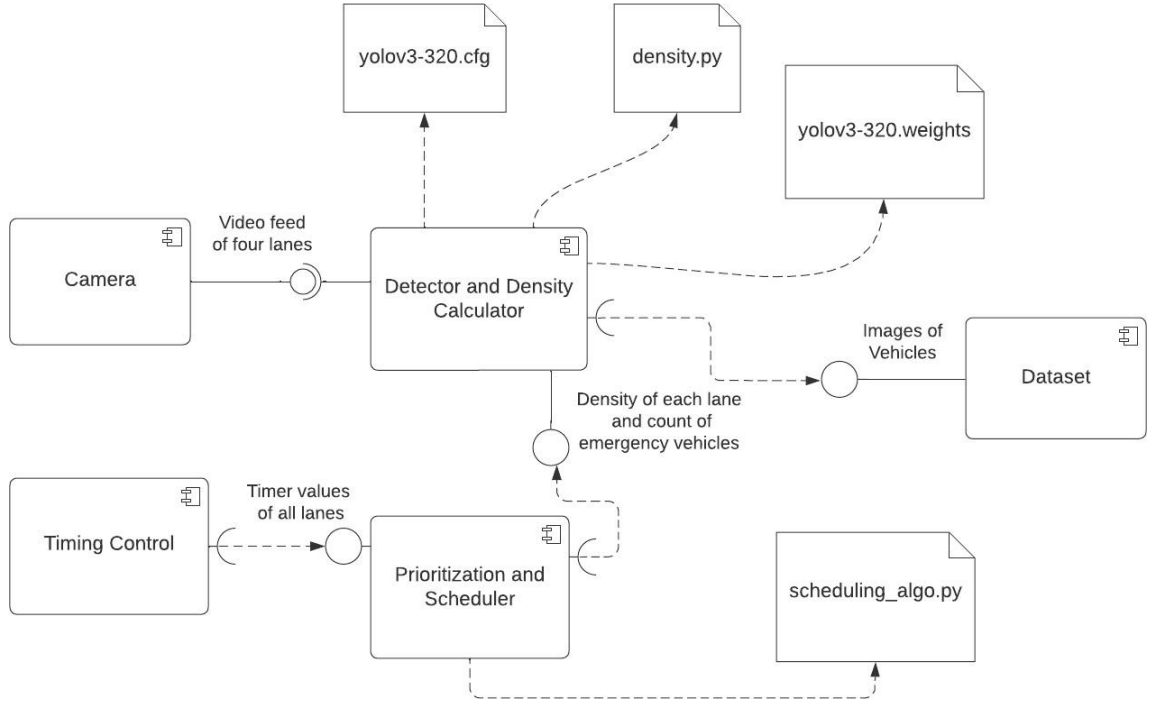 yolov3-320.cfg
density.py
yolov3-320.weights
Video feed
of four lanes
Camera
Detector and Density
Calculator
Images of
Vehicles
Dataset
Density of each lane
and count of
emergency vehicles
Timer values
of all lanes
Timing Control
Prioritization and
Scheduler
scheduling_algo.py